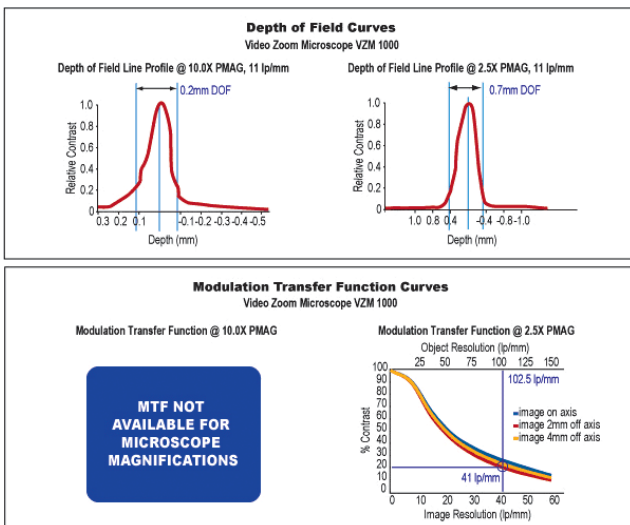 Depth of Field Curves
Video Zoom Microscope VZM 1000
Depth of Field Line Profile @ 10.0X PMAG, 11 lp/mm
0.2mm DOF
Relative Contrast
1.0
0.8
0.6
0.4
0.2
0
0.3 0.2 0.1 -0.1 -0.2 -0.3 -0.4 -0.5
Depth (mm)
Depth of Field Line Profile @ 2.5X PMAG, 11 lp/mm
0.7mm DOF
Relative Contrast
1.0
0.8
0.6
0.4
0.2
0
1.0 0.8 0.4 -0.4 -0.8 -1.0
Depth (mm)
Modulation Transfer Function Curves
Video Zoom Microscope VZM 1000
Modulation Transfer Function @ 10.0X PMAG
MTF NOT
AVAILABLE FOR
MICROSCOPE
MAGNIFICATIONS
Modulation Transfer Function @ 2.5X PMAG
Object Resolution (lp/mm)
25 50 75 100 125 150
% Contrast
100
90
80
70
60
50
40
30
20
10
0
102.5 lp/mm
image on axis
image 2mm off axis
image 4mm off axis
41 lp/mm
0 10 20 30 40 50 60
Image Resolution (lp/mm)